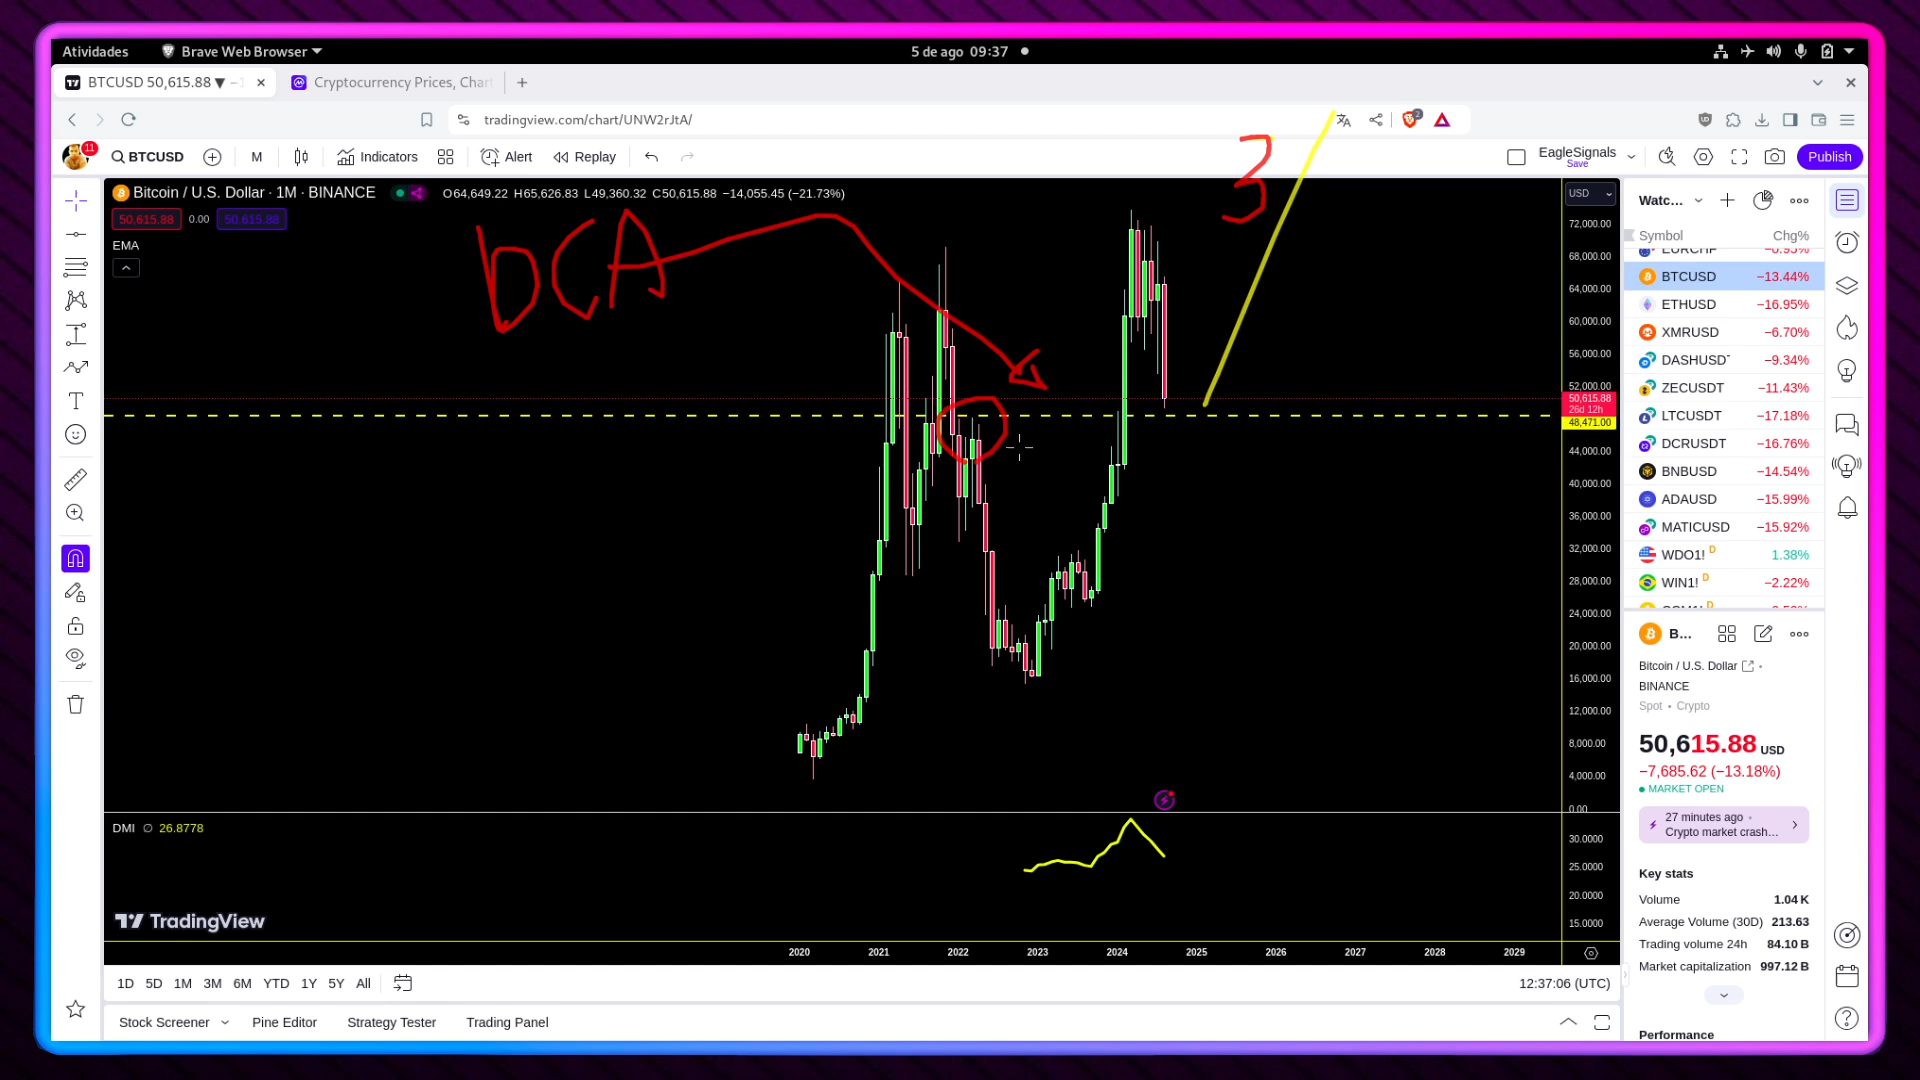 Atividades
Brave Web Browser
5 de ago 09:37
BTCUSD 50,615.88 ▼
Cryptocurrency Prices, Char
tradingview.com/chart/UNW2rJtA/
2
11
BTCUSD
M
Indicators
Alert
Replay
EagleSignals
Save
Publish
3
Bitcoin / U.S. Dollar · 1M · BINANCE
O64,649.22 H65,626.83 L49,360.32 C50,615.88 −14,055.45 (−21.73%)
50,615.88 0.00 50,615.88
EMA
DCA
USD
72,000.00
68,000.00
64,000.00
60,000.00
56,000.00
52,000.00
50,615.88
26d 12h
48,471.00
44,000.00
40,000.00
36,000.00
32,000.00
28,000.00
24,000.00
20,000.00
16,000.00
12,000.00
8,000.00
4,000.00
0.00
DMI ∅ 26.8778
30.0000
25.0000
20.0000
15.0000
TradingView
2020 2021 2022 2023 2024 2025 2026 2027 2028 2029
1D 5D 1M 3M 6M YTD 1Y 5Y All
12:37:06 (UTC)
Stock Screener Pine Editor Strategy Tester Trading Panel
Watc...
Symbol Chg%
BTCUSD −13.44%
ETHUSD −16.95%
XMRUSD −6.70%
DASHUSDT −9.34%
ZECUSDT −11.43%
LTCUSDT −17.18%
DCRUSDT −16.76%
BNBUSD −14.54%
ADAUSD −15.99%
MATICUSD −15.92%
WDO1! D 1.38%
WIN1! D −2.22%
B...
Bitcoin / U.S. Dollar
BINANCE
Spot • Crypto
50,615.88 USD
−7,685.62 (−13.18%)
MARKET OPEN
27 minutes ago
Crypto market crash...
Key stats
Volume 1.04 K
Average Volume (30D) 213.63
Trading volume 24h 84.10 B
Market capitalization 997.12 B
Performance